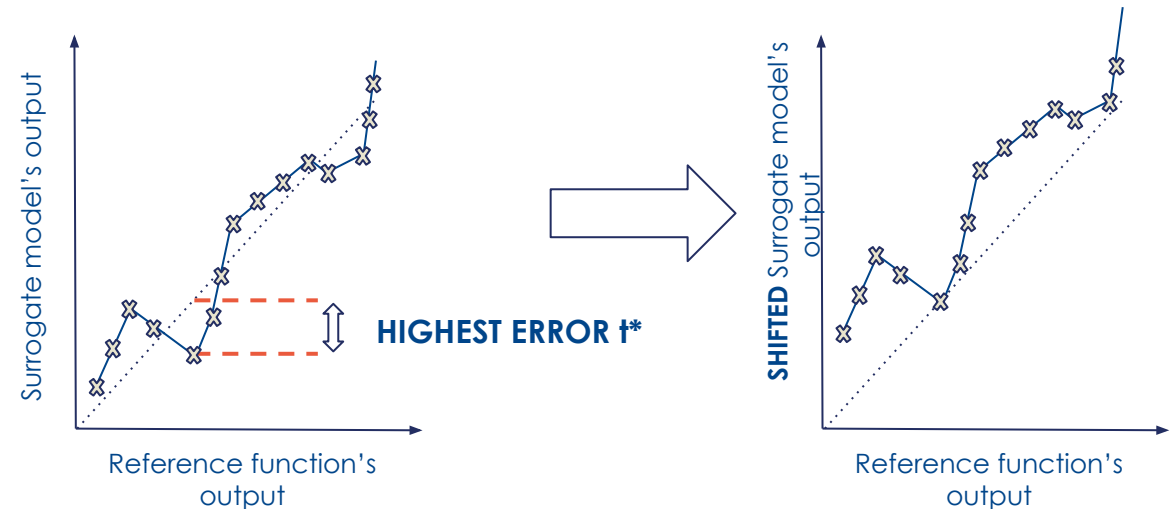 Surrogate model's output
HIGHEST ERROR t*
Reference function's
output
SHIFTED Surrogate model's
output
Reference function's
output